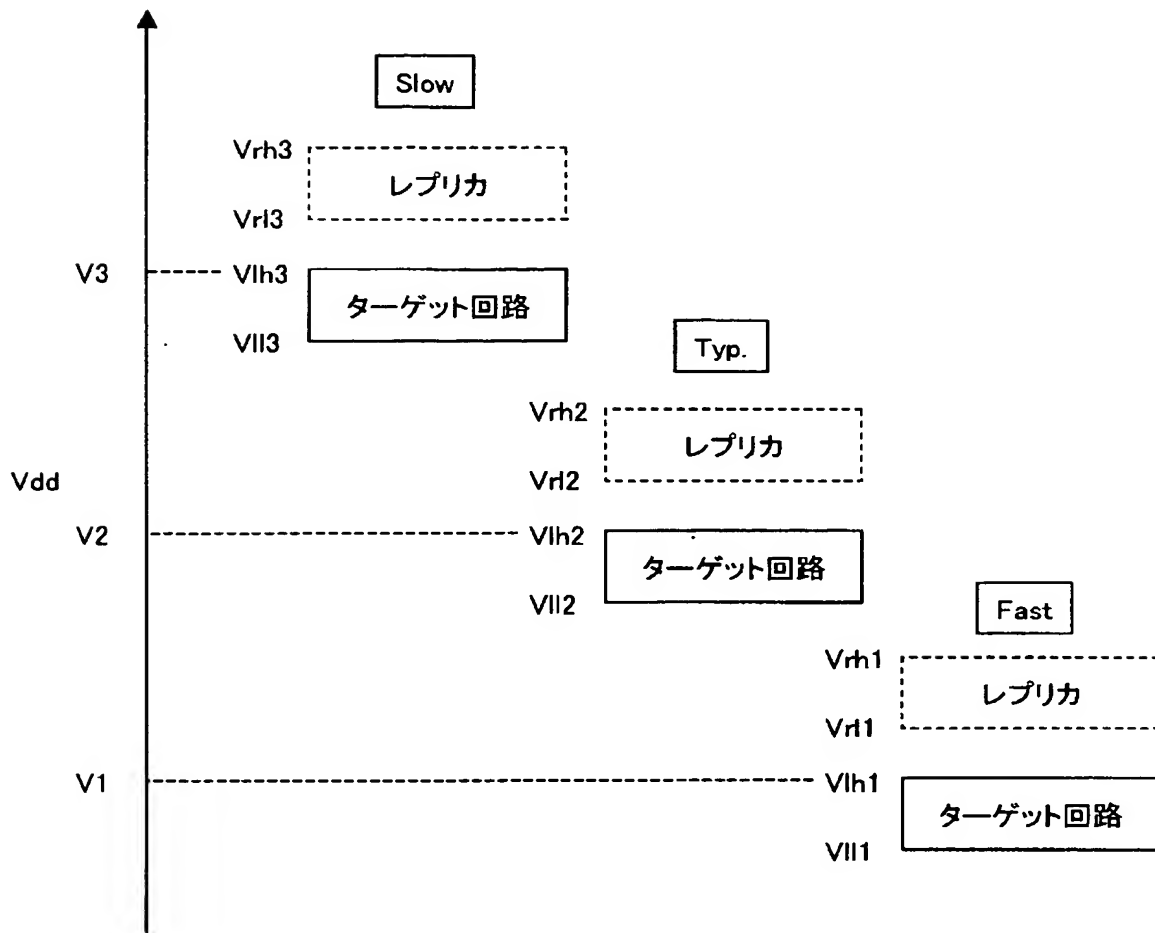 Slow
Vrh3
レプリカ
Vrl3
V3
Vlh3
ターゲット回路
Vll3
Typ.
Vrh2
レプリカ
Vrl2
Vdd
V2
Vlh2
ターゲット回路
Vll2
Fast
Vrh1
レプリカ
Vrl1
V1
Vlh1
ターゲット回路
Vll1